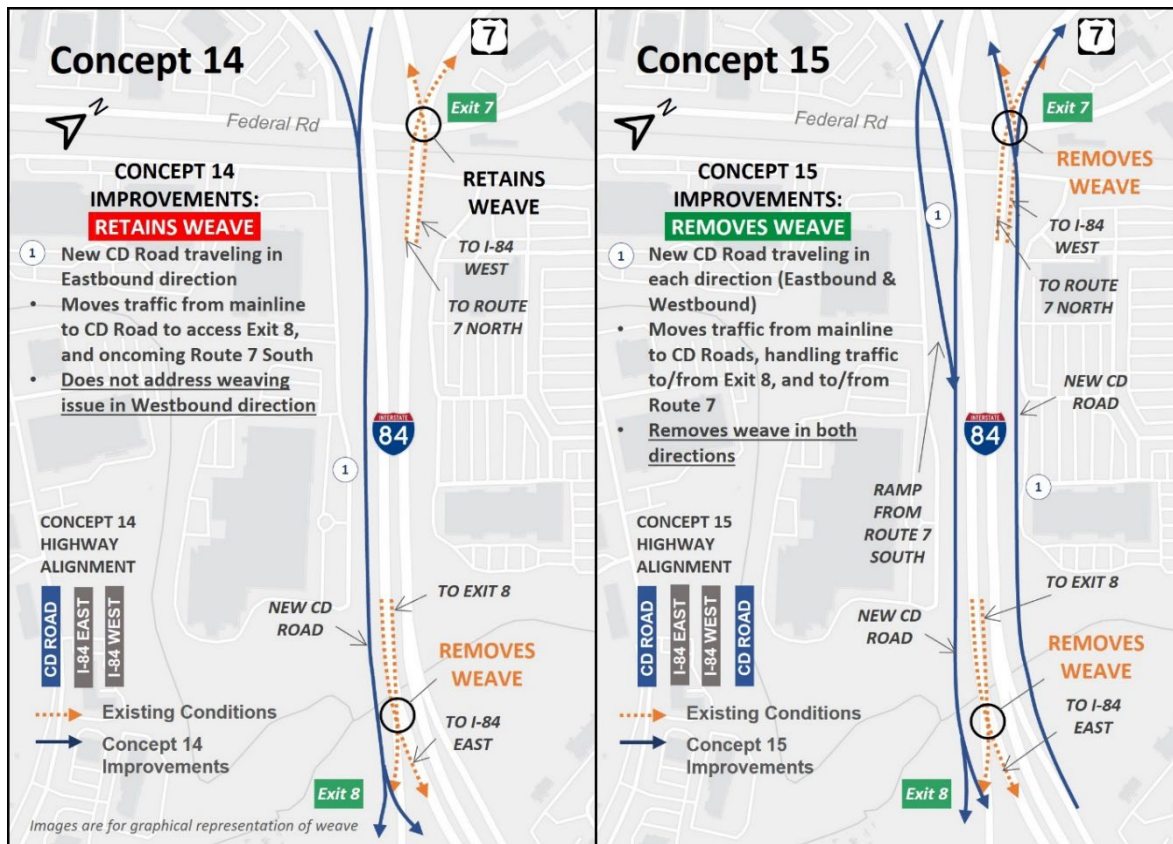 Concept 14
7
Exit 7
N
Federal Rd
CONCEPT 14
IMPROVEMENTS:
RETAINS WEAVE
1 New CD Road traveling in
Eastbound direction
• Moves traffic from mainline
to CD Road to access Exit 8,
and oncoming Route 7 South
• Does not address weaving
issue in Westbound direction
RETAINS
WEAVE
TO I-84
WEST
TO ROUTE
7 NORTH
INTERSTATE
84
1
CONCEPT 14
HIGHWAY
ALIGNMENT
CD ROAD
I-84 EAST
I-84 WEST
NEW CD
ROAD
TO EXIT 8
REMOVES
WEAVE
TO I-84
EAST
Existing Conditions
Concept 14
Improvements
Exit 8
Images are for graphical representation of weave
Concept 15
7
Exit 7
N
Federal Rd
CONCEPT 15
IMPROVEMENTS:
REMOVES WEAVE
1 New CD Road traveling in
each direction (Eastbound &
Westbound)
• Moves traffic from mainline
to CD Roads, handling traffic
to/from Exit 8, and to/from
Route 7
• Removes weave in both
directions
1
REMOVES
WEAVE
TO I-84
WEST
TO ROUTE
7 NORTH
NEW CD
ROAD
INTERSTATE
84
1
RAMP
FROM
ROUTE 7
SOUTH
CONCEPT 15
HIGHWAY
ALIGNMENT
CD ROAD
I-84 EAST
I-84 WEST
CD ROAD
NEW CD
ROAD
TO EXIT 8
REMOVES
WEAVE
TO I-84
EAST
Existing Conditions
Concept 15
Improvements
Exit 8